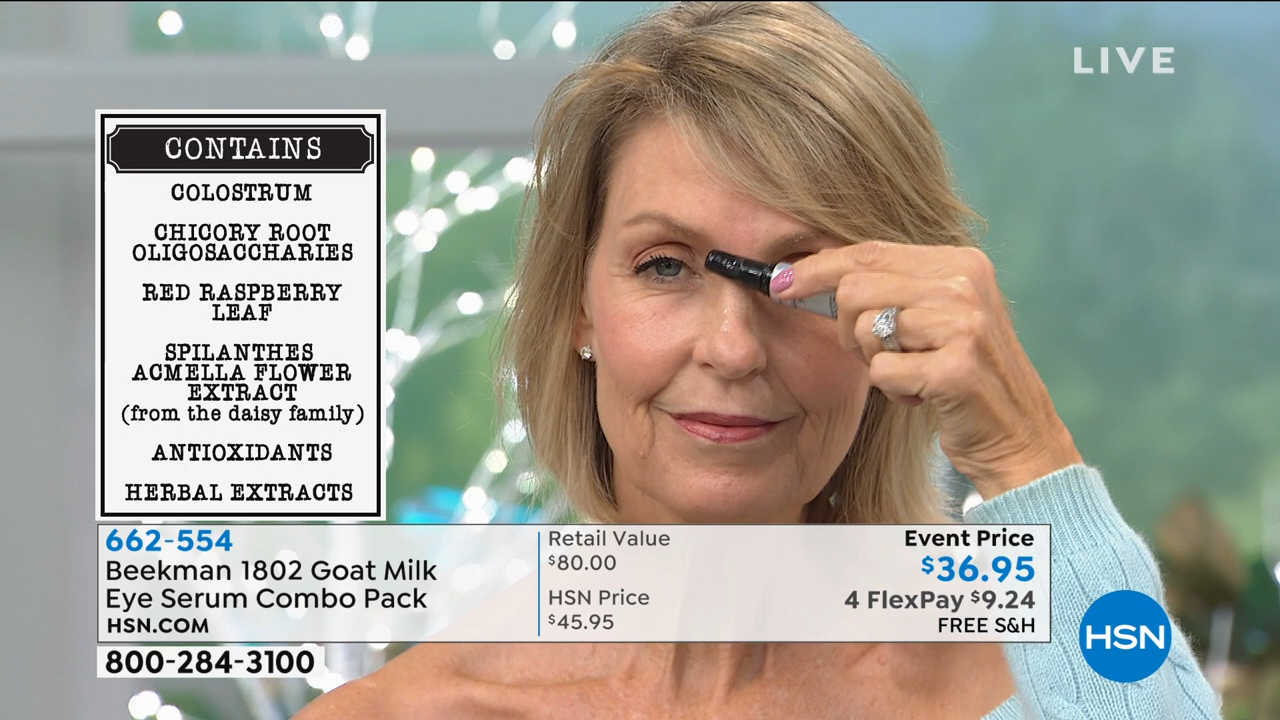 LIVE
CONTAINS
COLOSTRUM
CHICORY ROOT
OLIGOSACCHARIES
RED RASPBERRY
LEAF
SPILANTHES
ACMELLA FLOWER
EXTRACT
(from the daisy family)
ANTIOXIDANTS
HERBAL EXTRACTS
662-554
Beekman 1802 Goat Milk
Eye Serum Combo Pack
HSN.COM
Retail Value
$80.00
HSN Price
$45.95
Event Price
$36.95
4 FlexPay $9.24
FREE S&H
HSN
800-284-3100